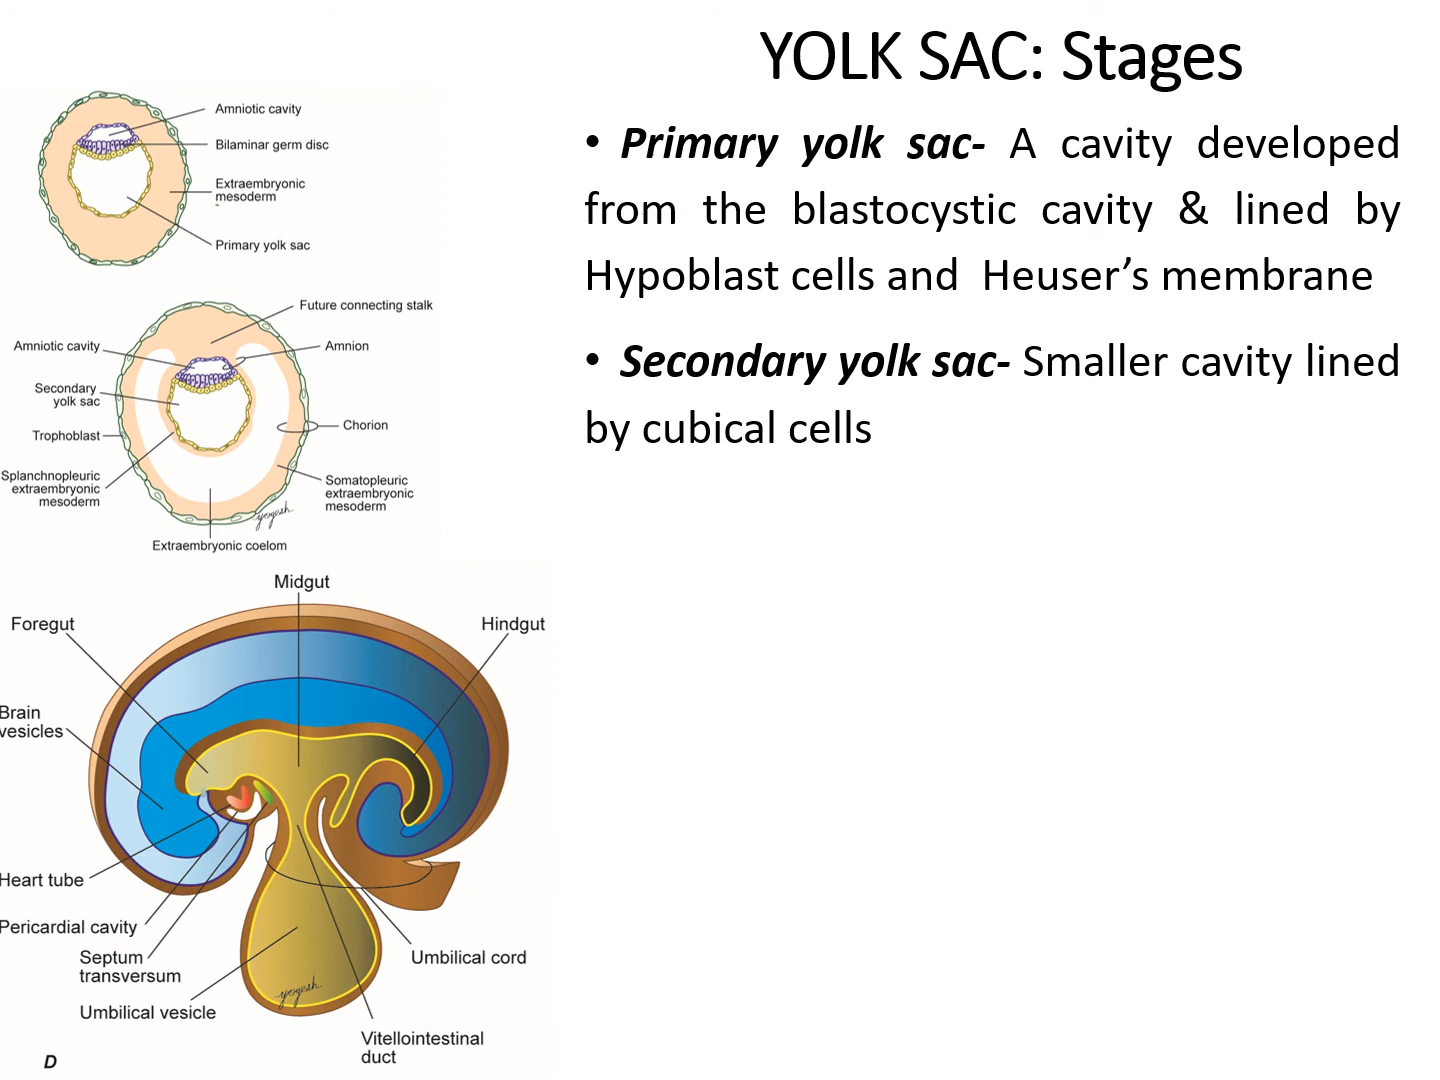 YOLK SAC: Stages
• Primary yolk sac- A cavity developed
from the blastocystic cavity & lined by
Hypoblast cells and Heuser’s membrane
• Secondary yolk sac- Smaller cavity lined
by cubical cells
Amniotic cavity
Bilaminar germ disc
Extraembryonic
mesoderm
Primary yolk sac
Future connecting stalk
Amniotic cavity
Amnion
Secondary
yolk sac
Chorion
Trophoblast
Splanchnopleuric
extraembryonic
mesoderm
Somatopleuric
extraembryonic
mesoderm
yogesh
Extraembryonic coelom
Midgut
Foregut
Hindgut
Brain
vesicles
Heart tube
Pericardial cavity
Septum
transversum
Umbilical cord
Umbilical vesicle
yogesh
Vitellointestinal
duct
D